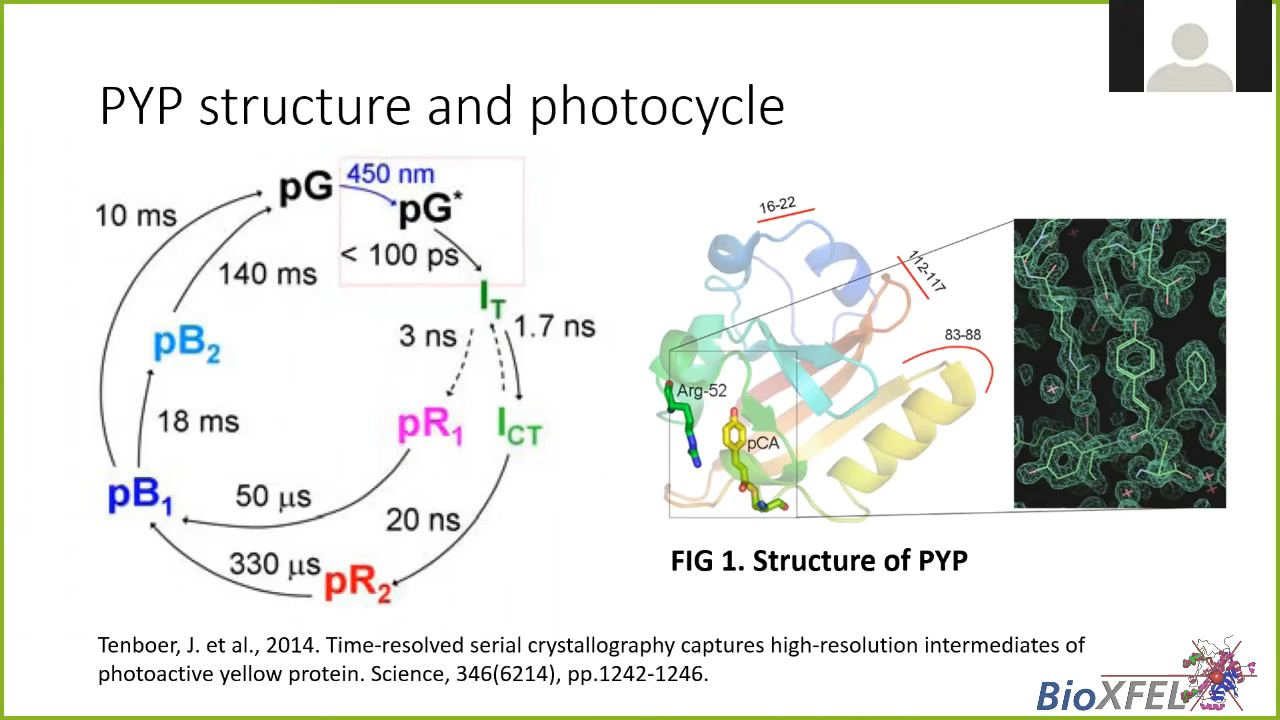 PYP structure and photocycle
pG
450 nm
pG*
10 ms
< 100 ps
140 ms
IT
3 ns
1.7 ns
pB2
pR1
ICT
18 ms
pB1
50 µs
20 ns
330 µs
pR2
16-22
112-117
83-88
Arg-52
pCA
FIG 1. Structure of PYP
Tenboer, J. et al., 2014. Time-resolved serial crystallography captures high-resolution intermediates of
photoactive yellow protein. Science, 346(6214), pp.1242-1246.
BioXFEL